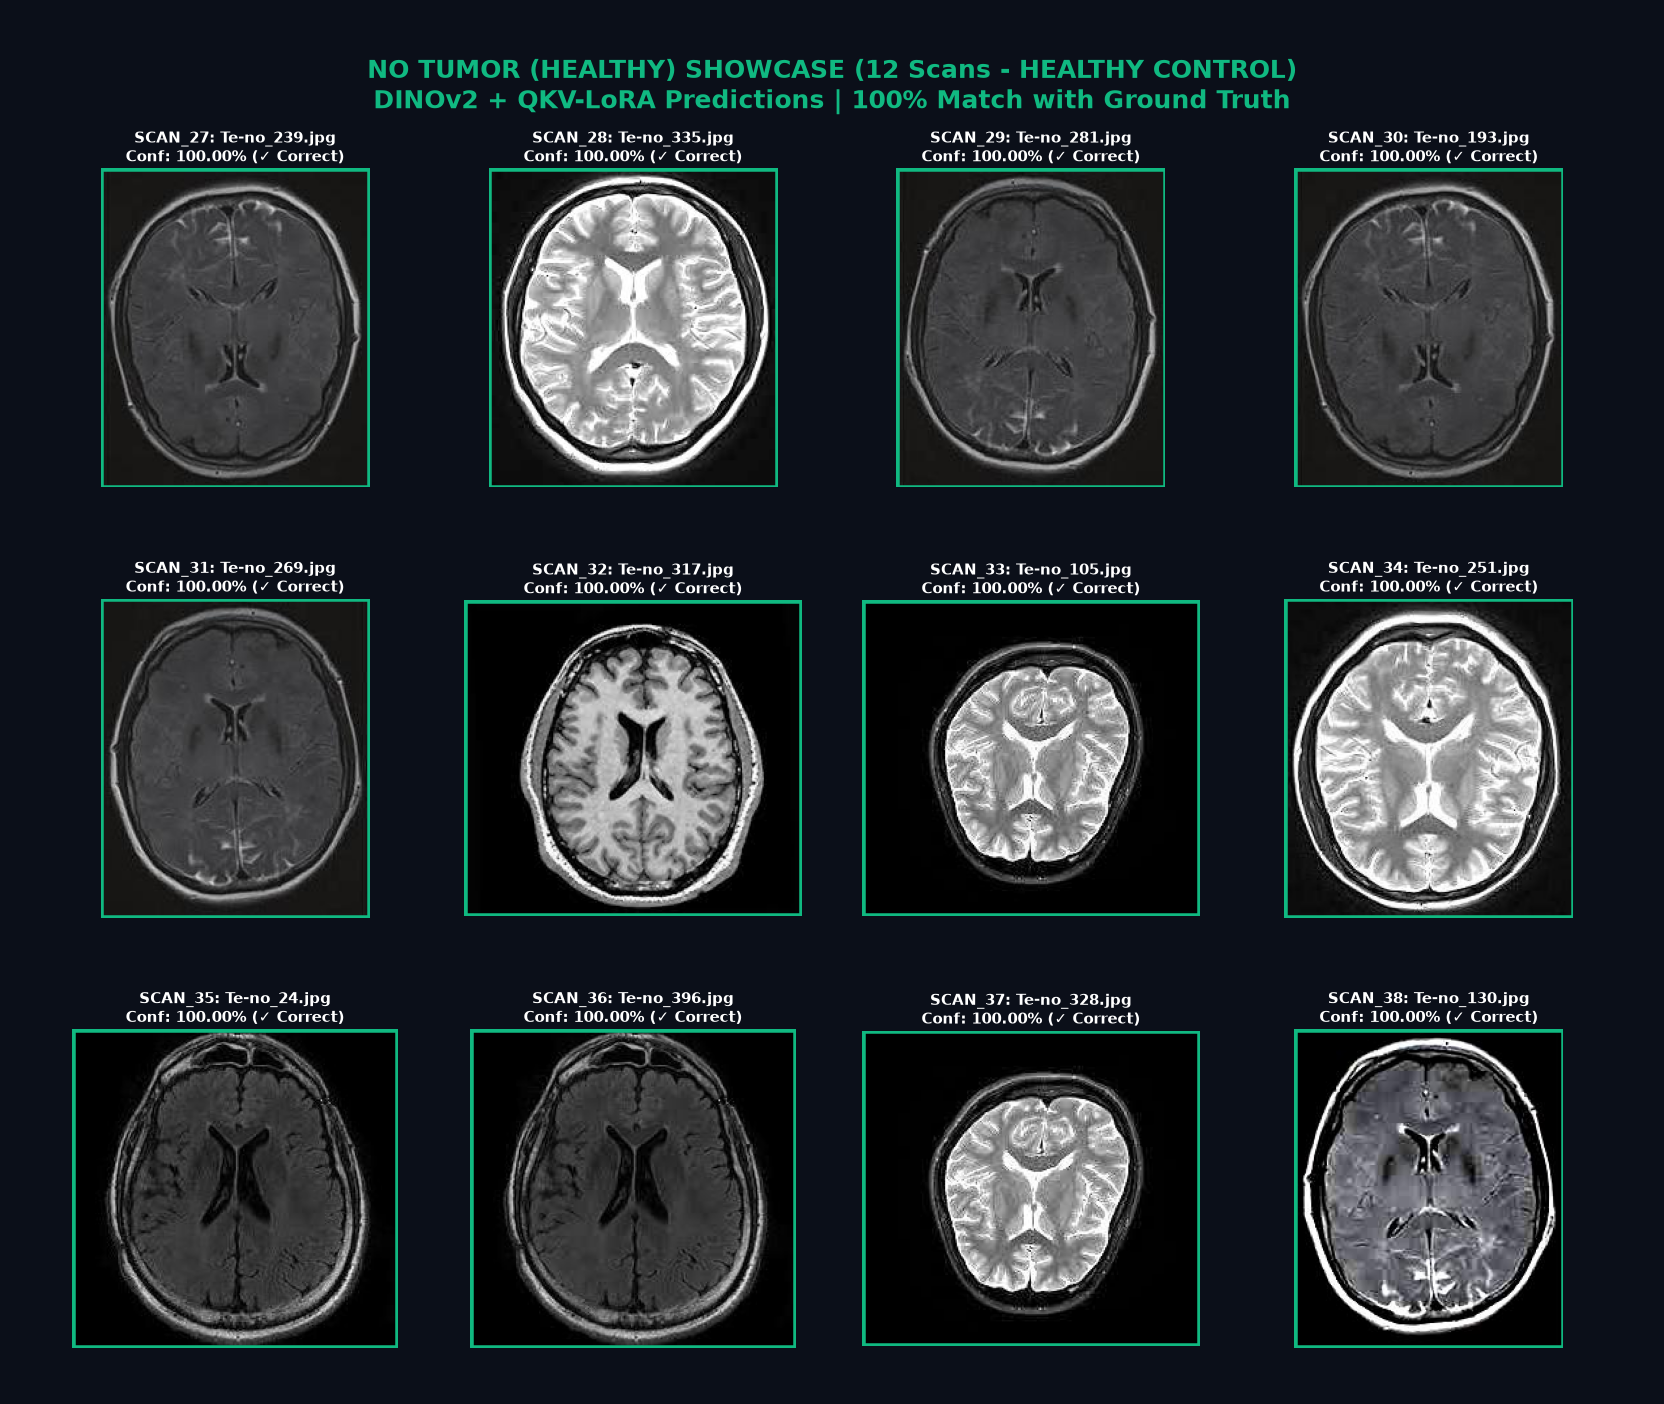 NO TUMOR (HEALTHY) SHOWCASE (12 Scans - HEALTHY CONTROL)
DINOv2 + QKV-LoRA Predictions | 100% Match with Ground Truth
SCAN_27: Te-no_239.jpg
Conf: 100.00% (✓ Correct)
SCAN_28: Te-no_335.jpg
Conf: 100.00% (✓ Correct)
SCAN_29: Te-no_281.jpg
Conf: 100.00% (✓ Correct)
SCAN_30: Te-no_193.jpg
Conf: 100.00% (✓ Correct)
SCAN_31: Te-no_269.jpg
Conf: 100.00% (✓ Correct)
SCAN_32: Te-no_317.jpg
Conf: 100.00% (✓ Correct)
SCAN_33: Te-no_105.jpg
Conf: 100.00% (✓ Correct)
SCAN_34: Te-no_251.jpg
Conf: 100.00% (✓ Correct)
SCAN_35: Te-no_24.jpg
Conf: 100.00% (✓ Correct)
SCAN_36: Te-no_396.jpg
Conf: 100.00% (✓ Correct)
SCAN_37: Te-no_328.jpg
Conf: 100.00% (✓ Correct)
SCAN_38: Te-no_130.jpg
Conf: 100.00% (✓ Correct)